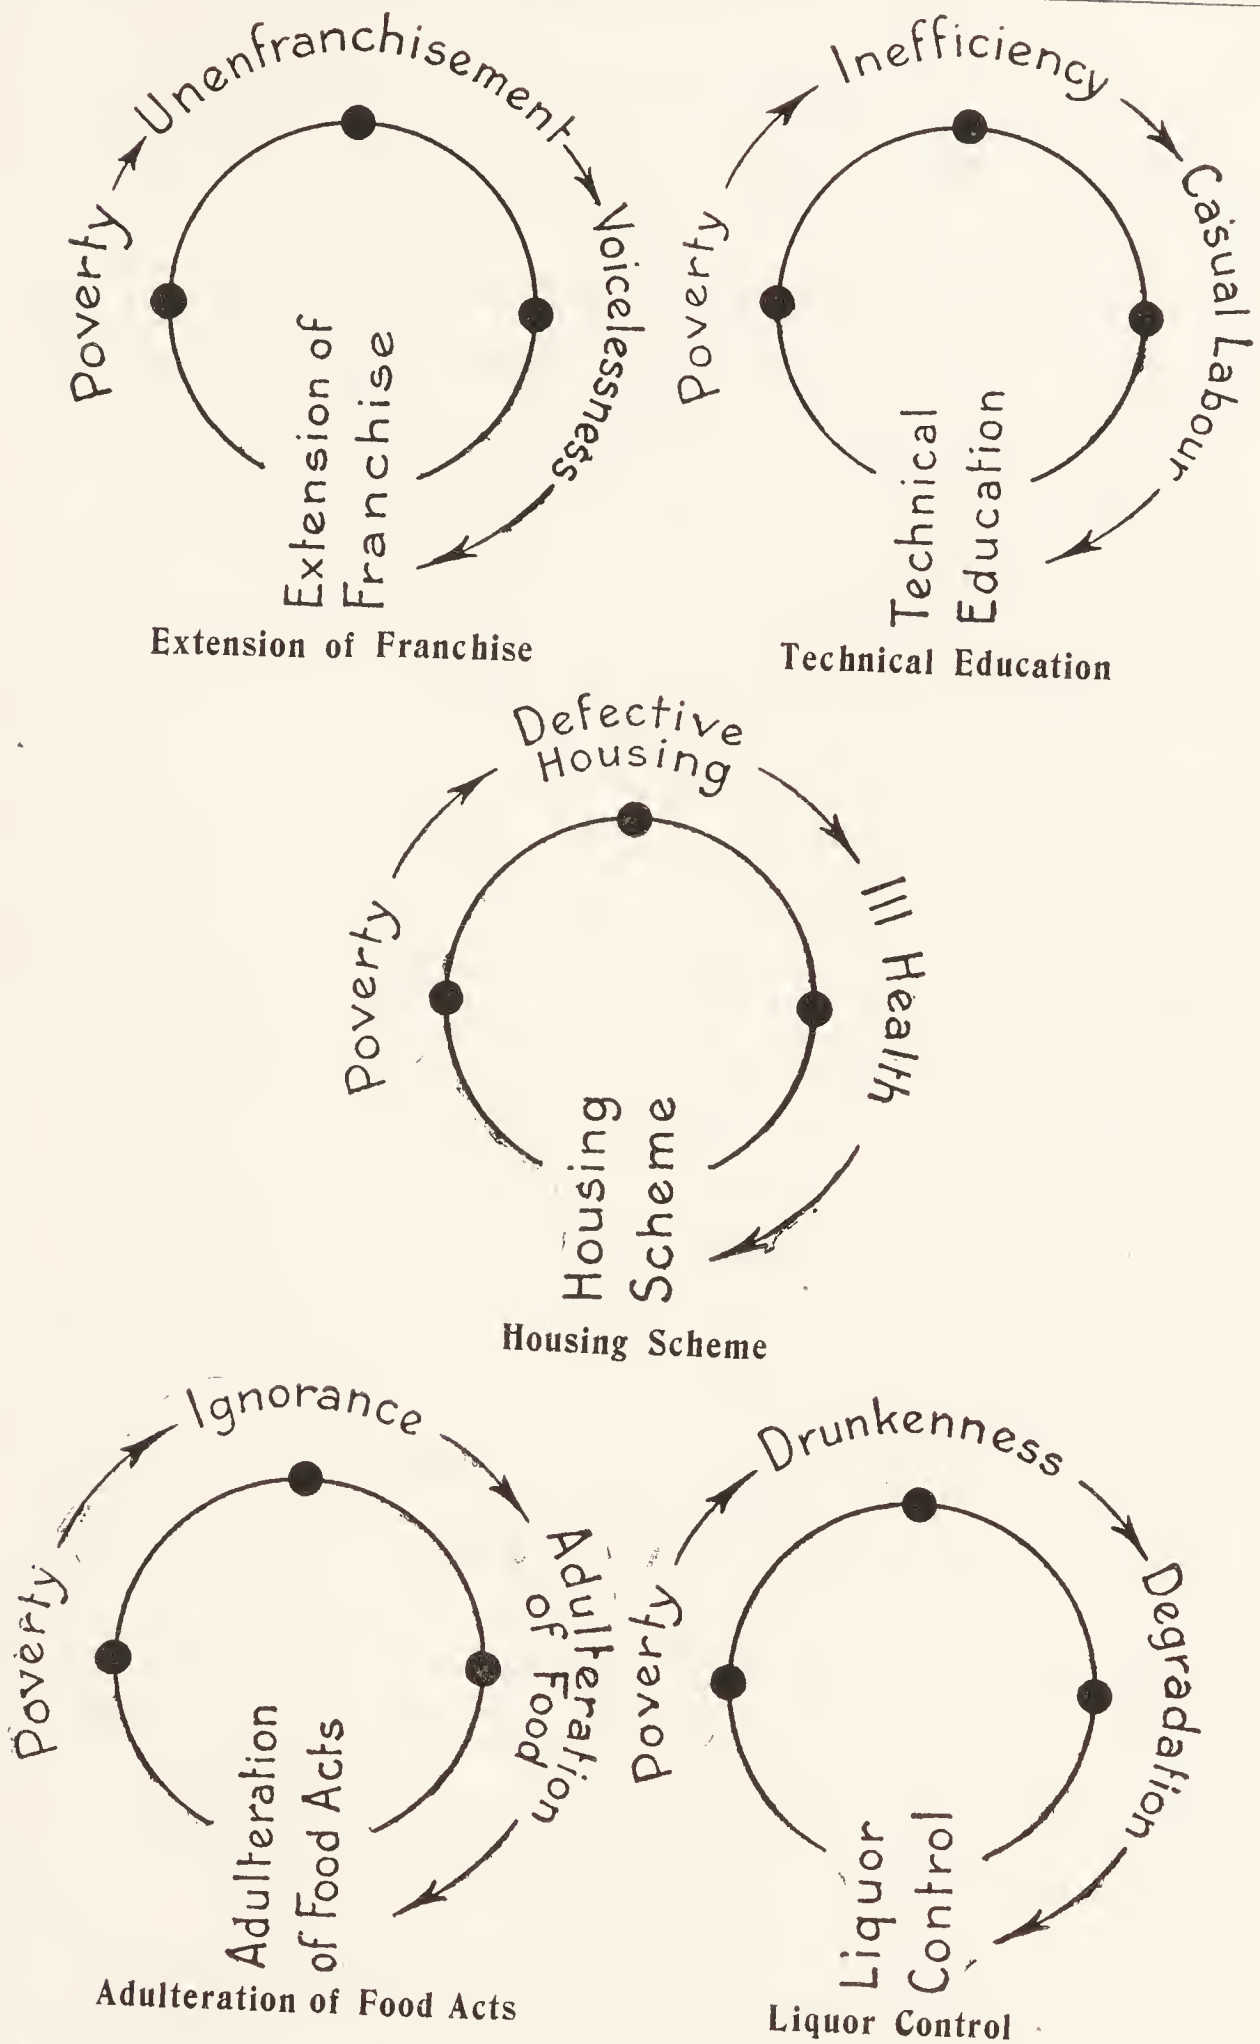 Poverty
Unenfranchisement
Voicelessness
Extension of
Franchise
Extension of Franchise
Poverty
Inefficiency
Casual Labour
Technical
Education
Technical Education
Poverty
Defective
Housing
Ill Health
Housing
Scheme
Housing Scheme
Poverty
Ignorance
Adulteration
of Food
Adulteration
of Food Acts
Adulteration of Food Acts
Poverty
Drunkenness
Degradation
Liquor
Control
Liquor Control